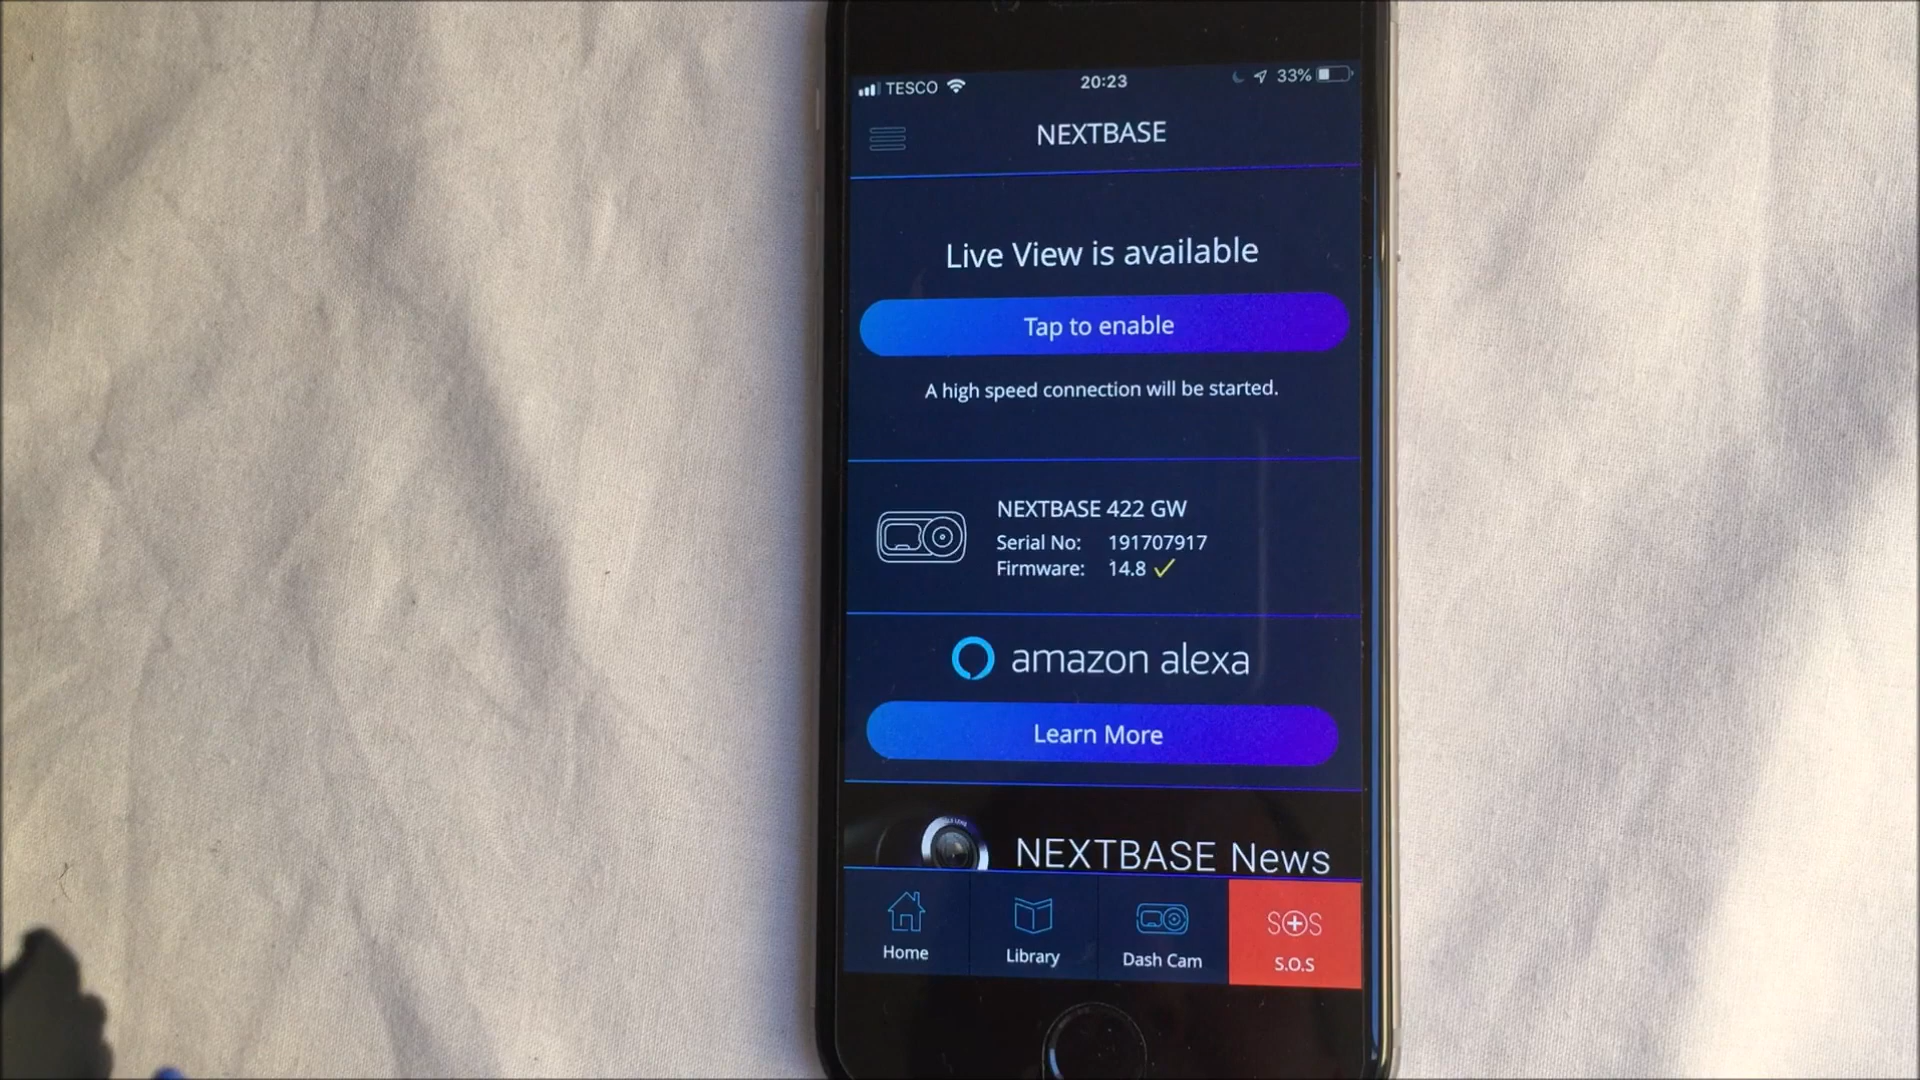 TESCO 20:23 33%
NEXTBASE
Live View is available
Tap to enable
A high speed connection will be started.
NEXTBASE 422 GW
Serial No: 191707917
Firmware: 14.8
amazon alexa
Learn More
NEXTBASE News
Home Library Dash Cam S.O.S
SOS